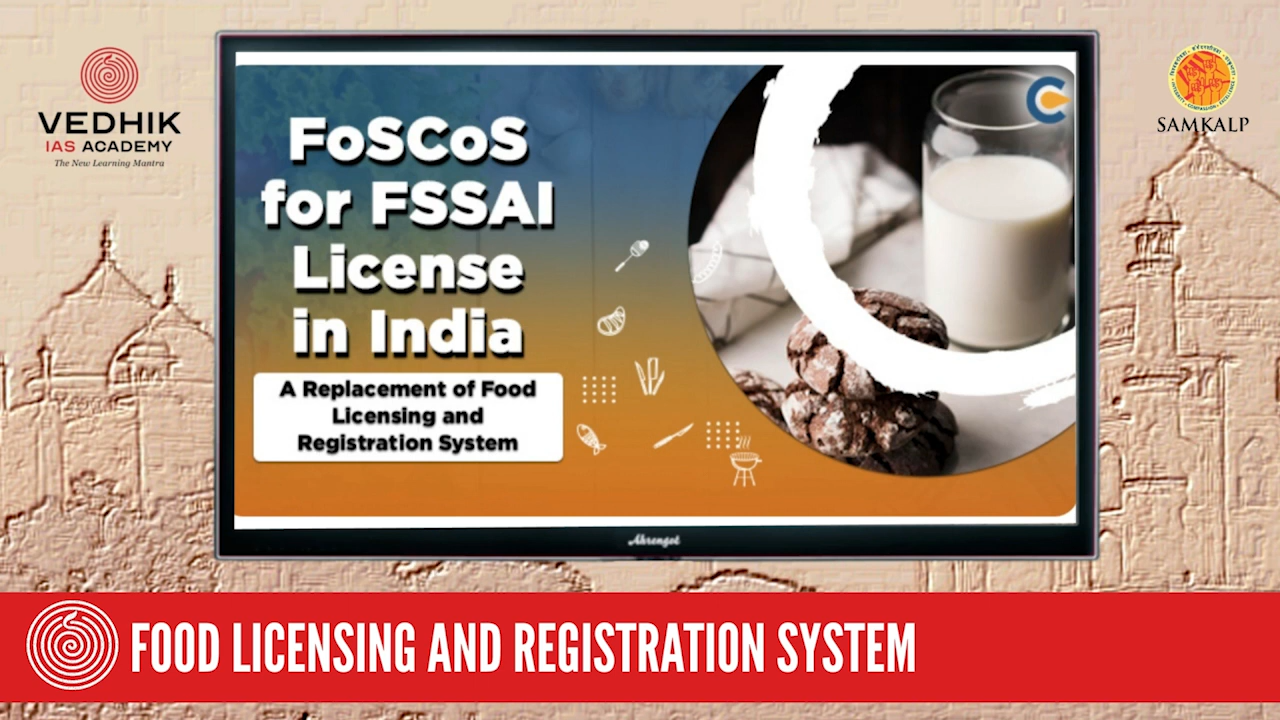 VEDHIK
IAS ACADEMY
The New Learning Mantra
FoSCoS
for FSSAI
License
in India
A Replacement of Food
Licensing and
Registration System
SAMKALP
Ahrengot
FOOD LICENSING AND REGISTRATION SYSTEM